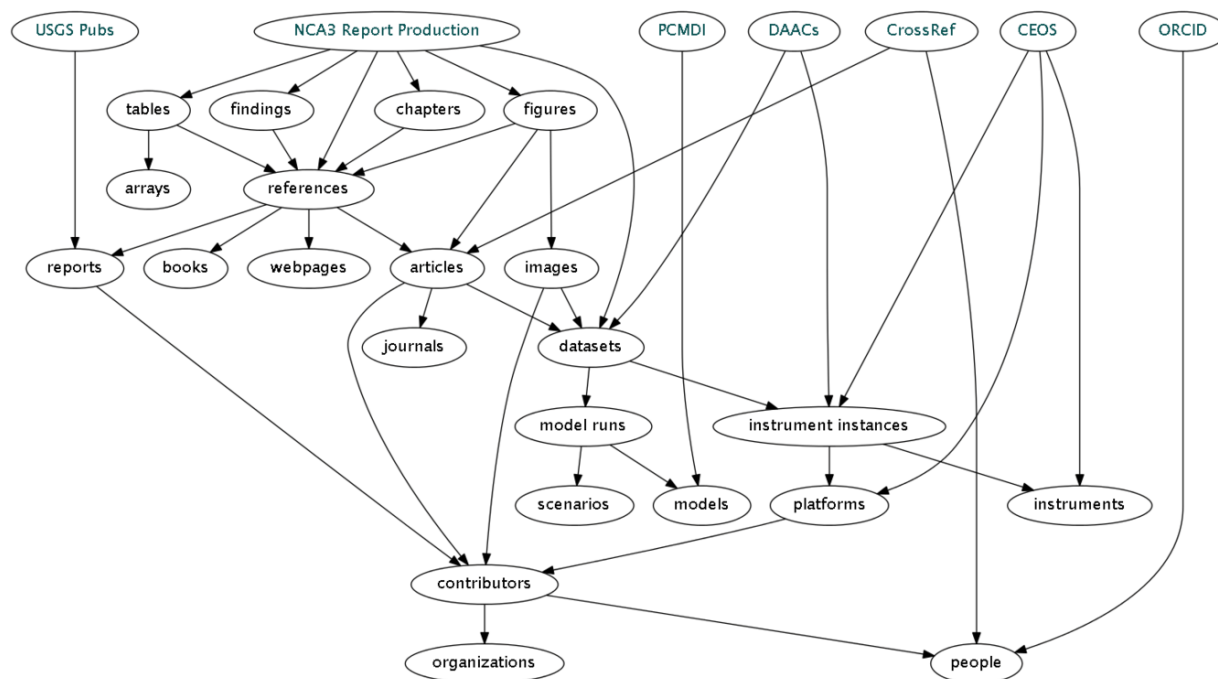 USGS Pubs
NCA3 Report Production
PCMDI
DAACs
CrossRef
CEOS
ORCID
tables
findings
chapters
figures
arrays
references
reports
books
webpages
articles
images
journals
datasets
model runs
instrument instances
scenarios
models
platforms
instruments
contributors
organizations
people